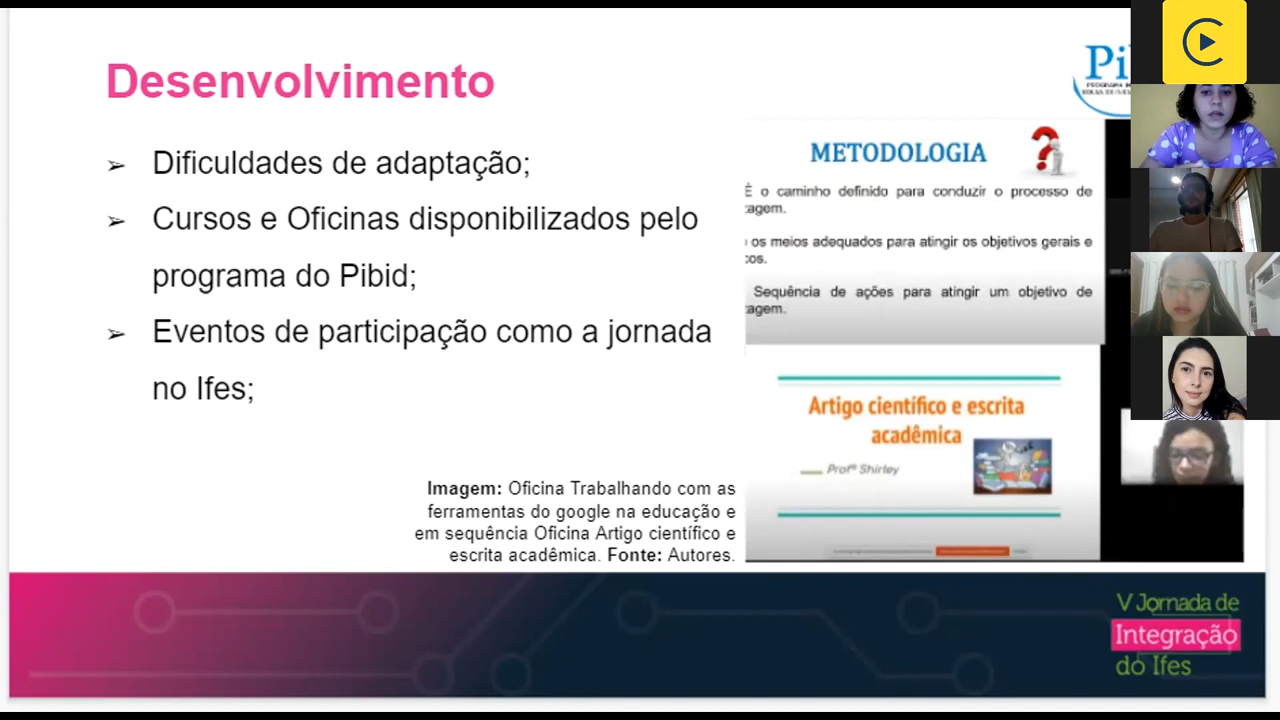 Desenvolvimento
➢ Dificuldades de adaptação;
➢ Cursos e Oficinas disponibilizados pelo
programa do Pibid;
➢ Eventos de participação como a jornada
no Ifes;
Imagem: Oficina Trabalhando com as
ferramentas do google na educação e
em sequência Oficina Artigo científico e
escrita acadêmica. Fonte: Autores.
Pi
METODOLOGIA
É o caminho definido para conduzir o processo de
agem.
os meios adequados para atingir os objetivos gerais e
cos.
Sequência de ações para atingir um objetivo de
agem.
Artigo científico e escrita
acadêmica
Profª Shirley
V Jornada de
Integração
do Ifes